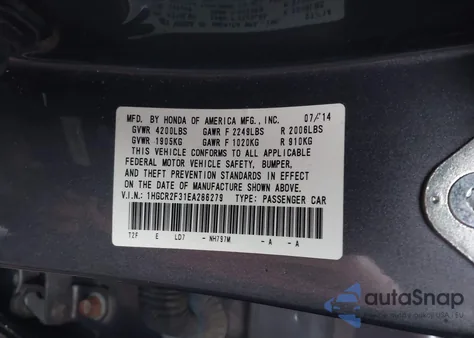 MFD. BY HONDA OF AMERICA MFG., INC. 07/14
GVWR 4200LBS GAWR F 2249LBS R 2006LBS
GVWR 1905KG GAWR F 1020KG R 910KG
THIS VEHICLE CONFORMS TO ALL APPLICABLE
FEDERAL MOTOR VEHICLE SAFETY, BUMPER,
AND THEFT PREVENTION STANDARDS IN EFFECT
ON THE DATE OF MANUFACTURE SHOWN ABOVE.
V.I.N.: 1HGCR2F31EA286279 TYPE: PASSENGER CAR
T2F E LD7 - NH797M - A - A
autoSnap